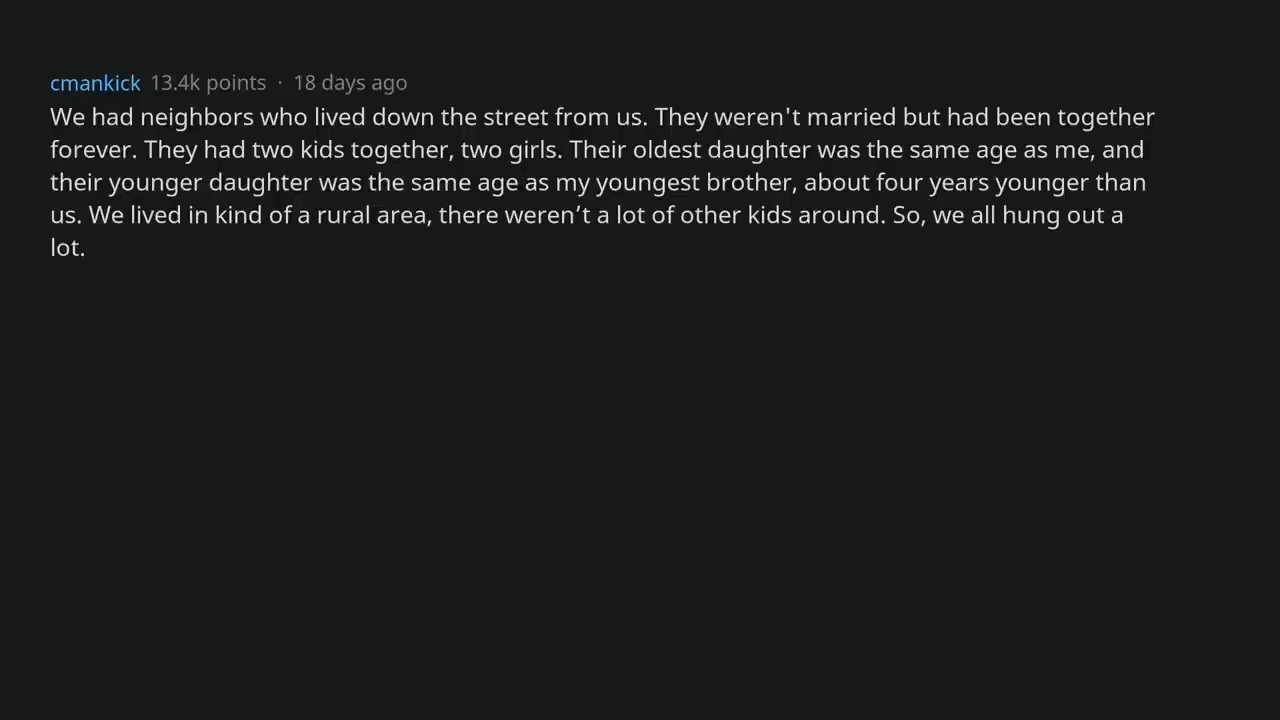 cmankick 13.4k points · 18 days ago
We had neighbors who lived down the street from us. They weren't married but had been together
forever. They had two kids together, two girls. Their oldest daughter was the same age as me, and
their younger daughter was the same age as my youngest brother, about four years younger than
us. We lived in kind of a rural area, there weren’t a lot of other kids around. So, we all hung out a
lot.